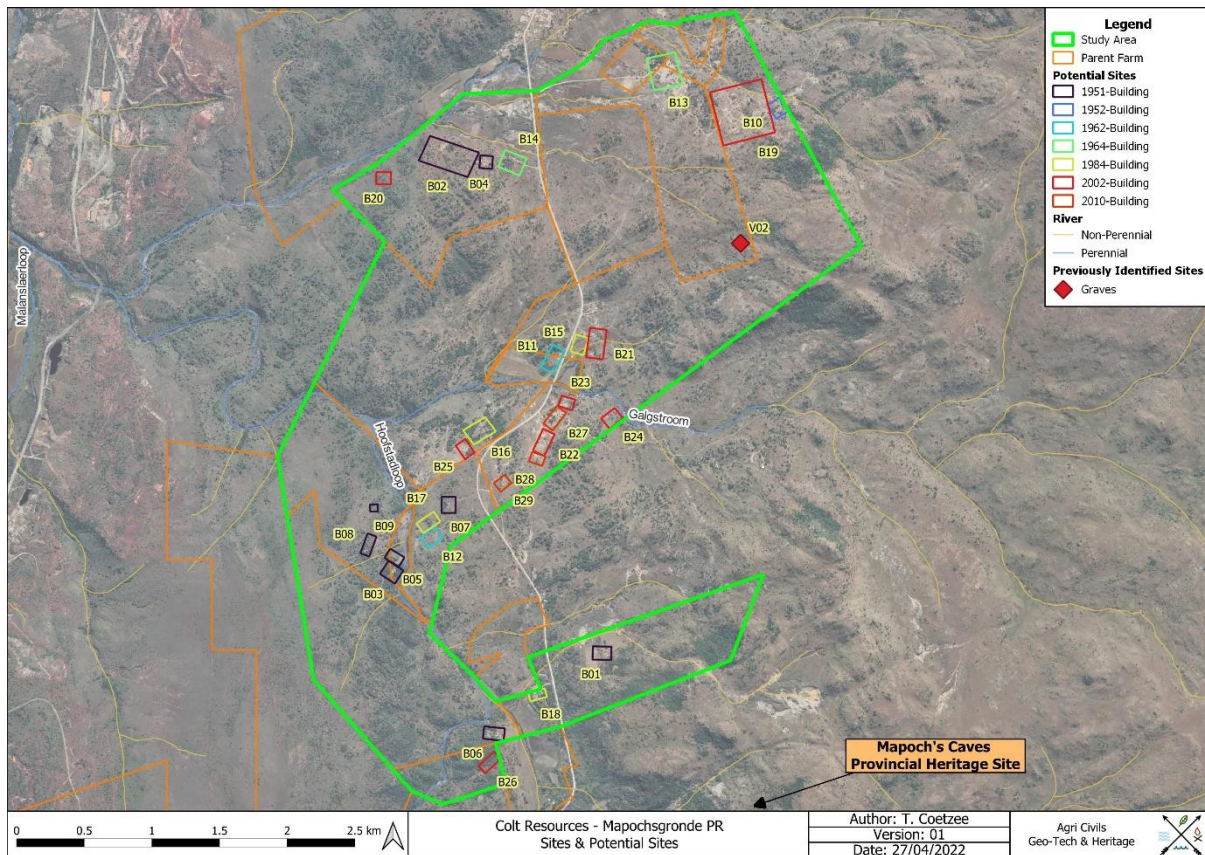 Legend
Study Area
Parent Farm
Potential Sites
1951-Building
1952-Building
1962-Building
1964-Building
1984-Building
2002-Building
2010-Building
River
Non-Perennial
Perennial
Previously Identified Sites
Graves
B13
B10
B19
B14
B02
B04
B20
V02
Malanslaerloop
B15
B11
B21
B23
Galgstroom
B27
B24
B16
B22
B25
Hoofstadloop
B28
B29
B17
B09
B07
B08
B12
B05
B03
B01
B18
B06
B26
Mapoch's Caves
Provincial Heritage Site
0 0.5 1 1.5 2 2.5 km
Colt Resources - Mapochsgronde PR
Sites & Potential Sites
Author: T. Coetzee
Version: 01
Date: 27/04/2022
Agri Civils
Geo-Tech & Heritage